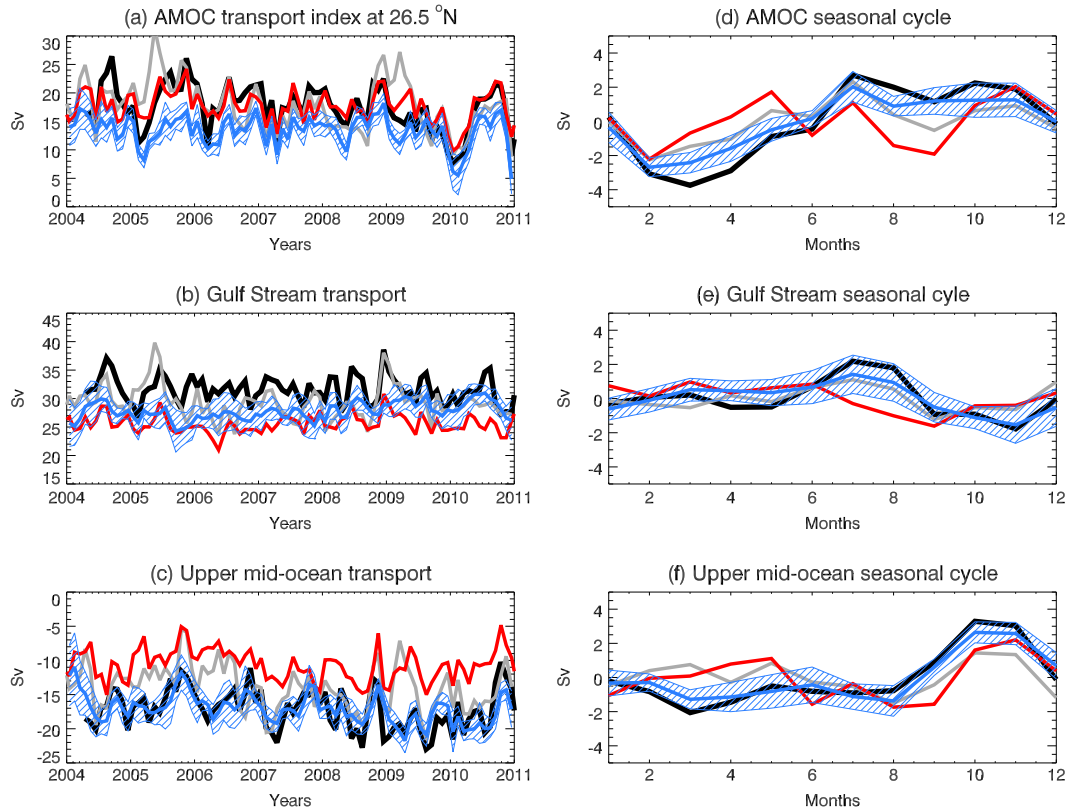 (a) AMOC transport index at 26.5 °N
30
25
20
15
10
5
0
Sv
2004 2005 2006 2007 2008 2009 2010 2011
Years
(d) AMOC seasonal cycle
4
2
0
-2
-4
Sv
2 4 6 8 10 12
Months
(b) Gulf Stream transport
45
40
35
30
25
20
15
Sv
2004 2005 2006 2007 2008 2009 2010 2011
Years
(e) Gulf Stream seasonal cyle
4
2
0
-2
-4
Sv
2 4 6 8 10 12
Months
(c) Upper mid-ocean transport
0
-5
-10
-15
-20
-25
Sv
2004 2005 2006 2007 2008 2009 2010 2011
Years
(f) Upper mid-ocean seasonal cycle
4
2
0
-2
-4
Sv
2 4 6 8 10 12
Months